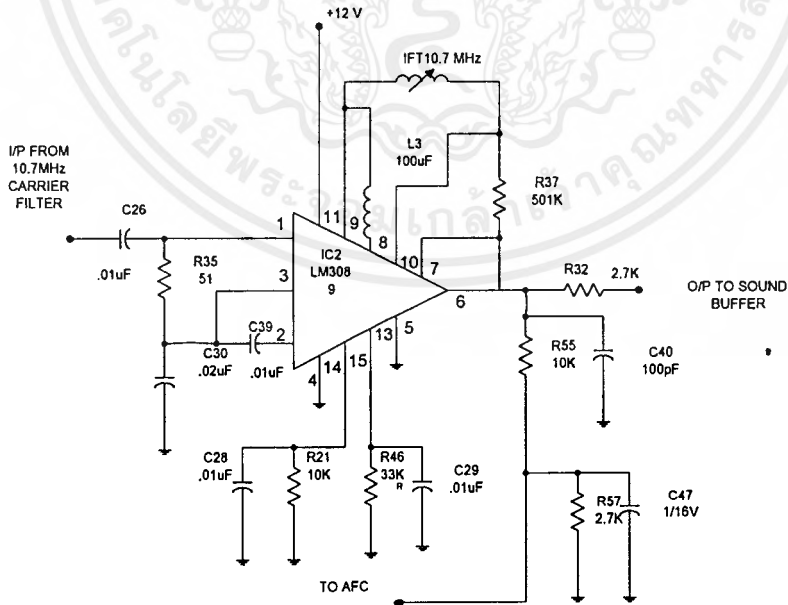 +12 V
IFT10.7 MHz
I/P FROM
10.7MHz
CARRIER
FILTER
L3
100uF
R37
501K
C26
.01uF
R35
51
1
11
9
8
10
7
3
IC2
LM308
9
6
R32
2.7K
O/P TO SOUND
BUFFER
C39
2
13
5
C30
.02uF
.01uF
14
15
4
R55
10K
C40
100pF
C28
.01uF
R21
10K
R46
33K
R
C29
.01uF
R57
2.7K
C47
1/16V
TO AFC